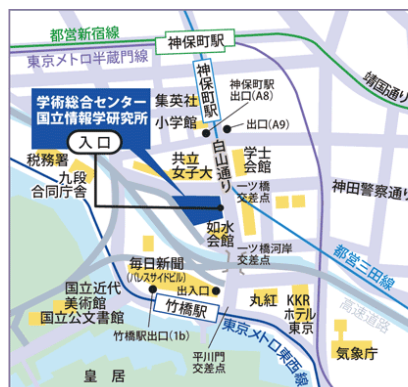 都営新宿線
神保町駅
東京メトロ半蔵門線
神保町駅
靖国通り
学術総合センター
国立情報学研究所
集英社
小学館
神保町駅
出口(A8)
出口(A9)
入口
税務署
九段
合同庁舎
共立
女子大
白山通り
学士
会館
神田警察通り
一ツ橋
交差点
如水
会館
一ツ橋河岸
交差点
都営三田線
毎日新聞
(パレスサイドビル)
出入口
高速道路
国立近代
美術館
国立公文書館
竹橋駅
丸紅
KKR
ホテル
東京
竹橋駅出口(1b)
東京メトロ東西線
平川門
交差点
気象庁
皇居